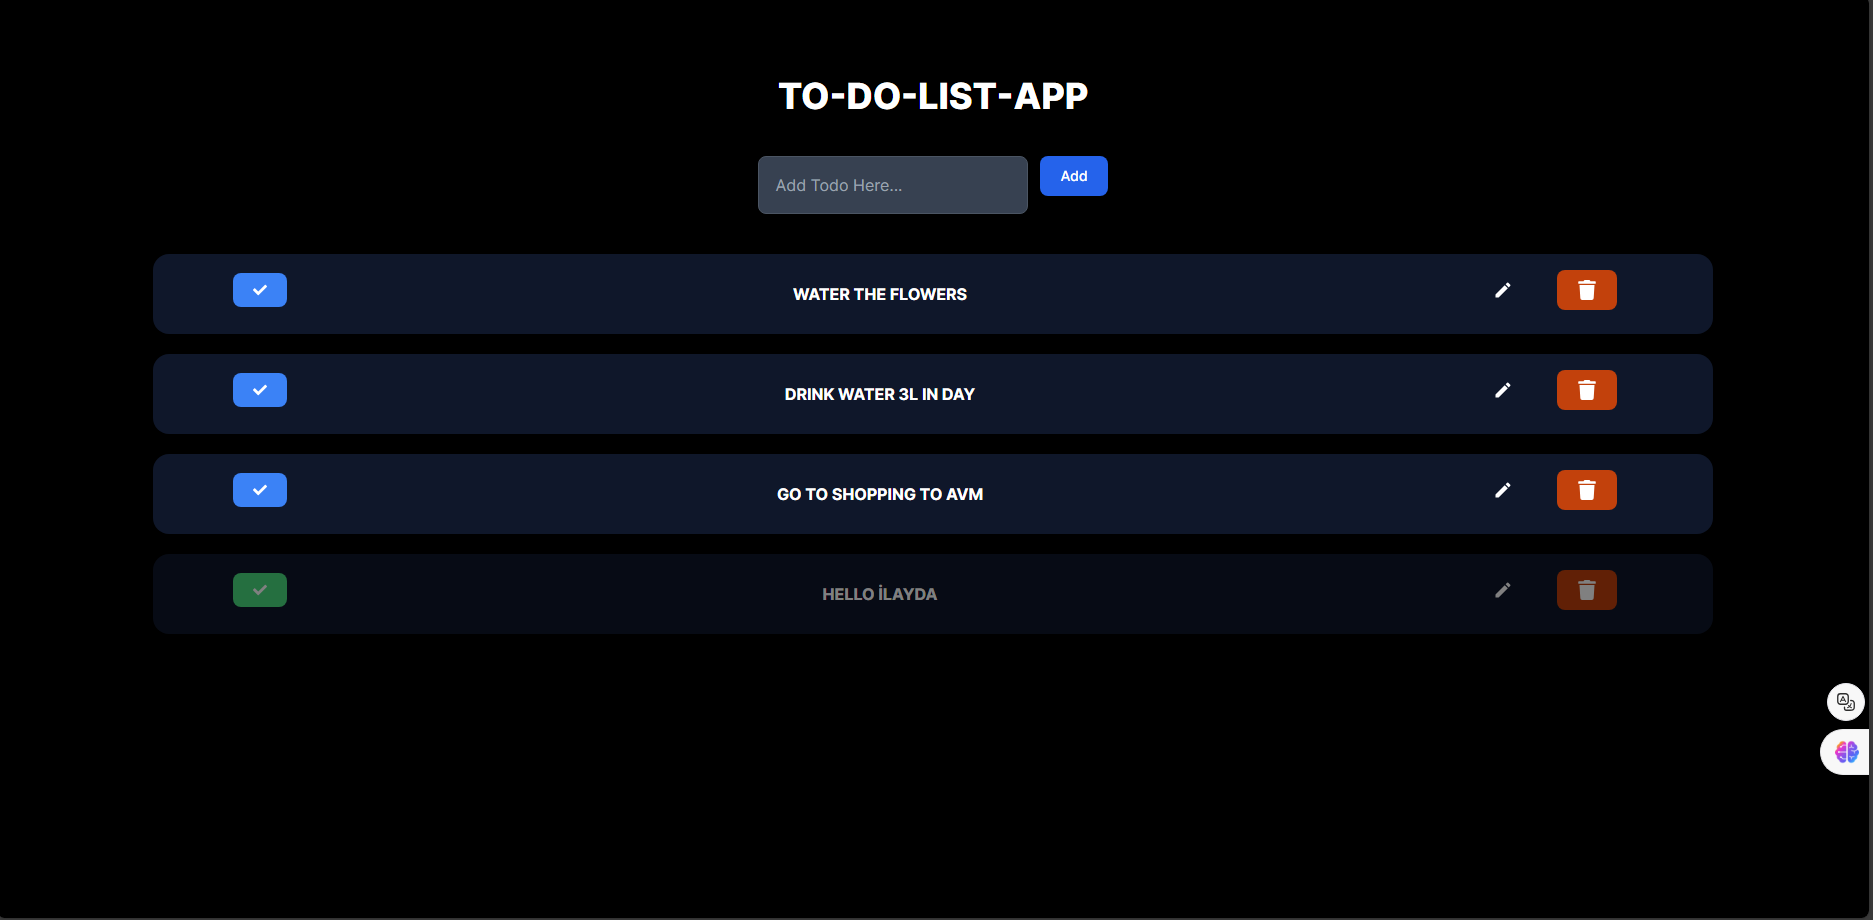 TO-DO-LIST-APP
Add Todo Here...
Add
WATER THE FLOWERS
DRINK WATER 3L IN DAY
GO TO SHOPPING TO AVM
HELLO İLAYDA